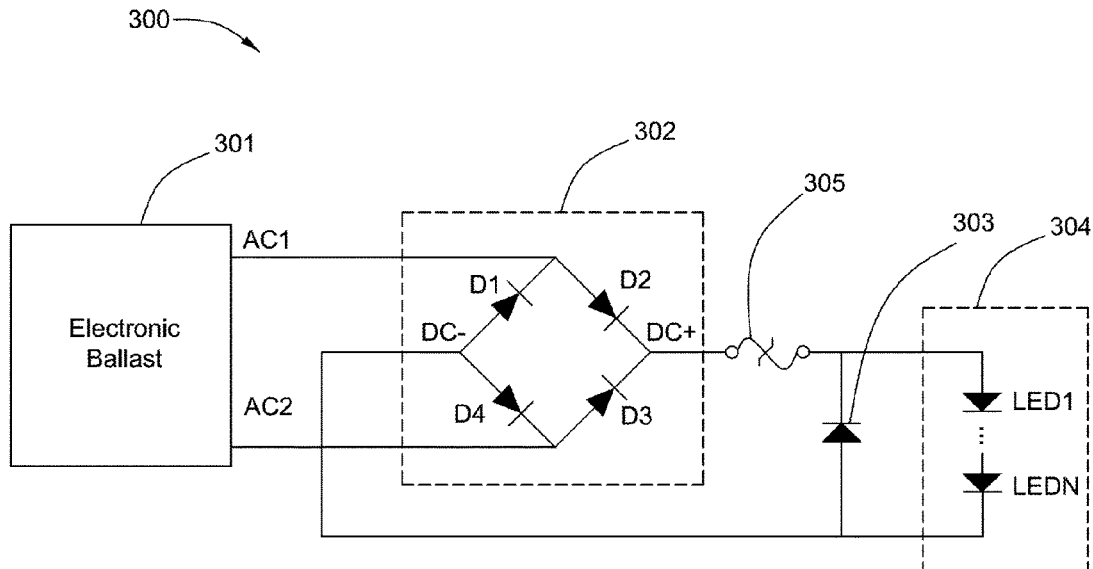 300
301
302
305
303
304
AC1
D1
D2
Electronic
Ballast
DC-
DC+
AC2
D4
D3
LED1
...
LEDN